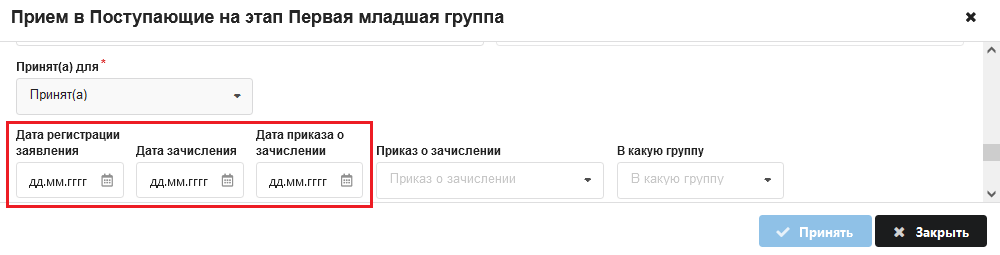 Прием в Поступающие на этап Первая младшая группа
Принят(а) для *
Принят(а)
Дата регистрации
заявления
Дата зачисления
Дата приказа о
зачислении
Приказ о зачислении
В какую группу
дд.мм.гггг
дд.мм.гггг
дд.мм.гггг
Приказ о зачислении
В какую группу
Принять
Закрыть